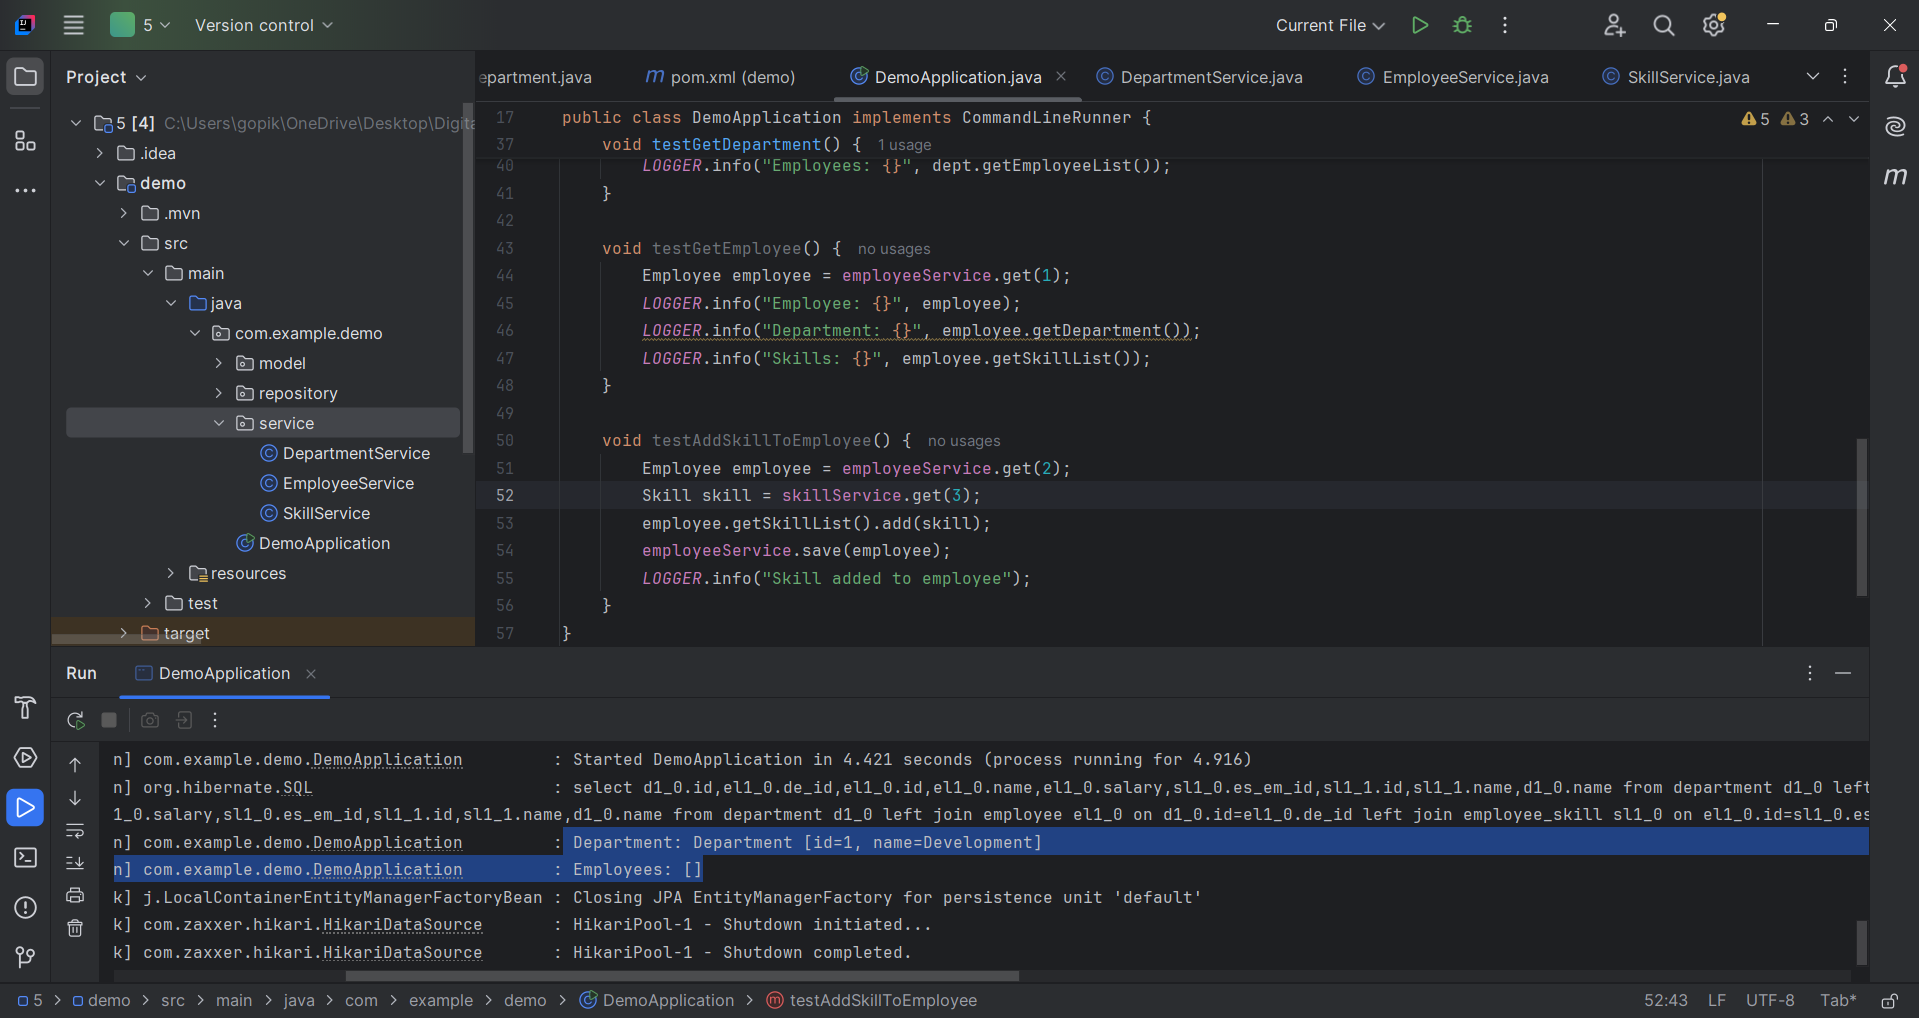 5 Version control Current File
Project
5 [4] C:\Users\gopik\OneDrive\Desktop\Digita
.idea
demo
.mvn
src
main
java
com.example.demo
model
repository
service
DepartmentService
EmployeeService
SkillService
DemoApplication
resources
test
target
epartment.java m pom.xml (demo) DemoApplication.java DepartmentService.java EmployeeService.java SkillService.java
17 public class DemoApplication implements CommandLineRunner { 5 3
37 void testGetDepartment() { 1 usage
40 LOGGER.info("Employees: {}", dept.getEmployeeList());
41 }
42
43 void testGetEmployee() { no usages
44 Employee employee = employeeService.get(1);
45 LOGGER.info("Employee: {}", employee);
46 LOGGER.info("Department: {}", employee.getDepartment());
47 LOGGER.info("Skills: {}", employee.getSkillList());
48 }
49
50 void testAddSkillToEmployee() { no usages
51 Employee employee = employeeService.get(2);
52 Skill skill = skillService.get(3);
53 employee.getSkillList().add(skill);
54 employeeService.save(employee);
55 LOGGER.info("Skill added to employee");
56 }
57 }
m
Run DemoApplication
n] com.example.demo.DemoApplication : Started DemoApplication in 4.421 seconds (process running for 4.916)
n] org.hibernate.SQL : select d1_0.id,el1_0.de_id,el1_0.id,el1_0.name,el1_0.salary,sl1_0.es_em_id,sl1_1.id,sl1_1.name,d1_0.name from department d1_0 left
1_0.salary,sl1_0.es_em_id,sl1_1.id,sl1_1.name,d1_0.name from department d1_0 left join employee el1_0 on d1_0.id=el1_0.de_id left join employee_skill sl1_0 on el1_0.id=sl1_0.es
n] com.example.demo.DemoApplication : Department: Department [id=1, name=Development]
n] com.example.demo.DemoApplication : Employees: []
k] j.LocalContainerEntityManagerFactoryBean : Closing JPA EntityManagerFactory for persistence unit 'default'
k] com.zaxxer.hikari.HikariDataSource : HikariPool-1 - Shutdown initiated...
k] com.zaxxer.hikari.HikariDataSource : HikariPool-1 - Shutdown completed.
5 > demo > src > main > java > com > example > demo > DemoApplication > m testAddSkillToEmployee 52:43 LF UTF-8 Tab*